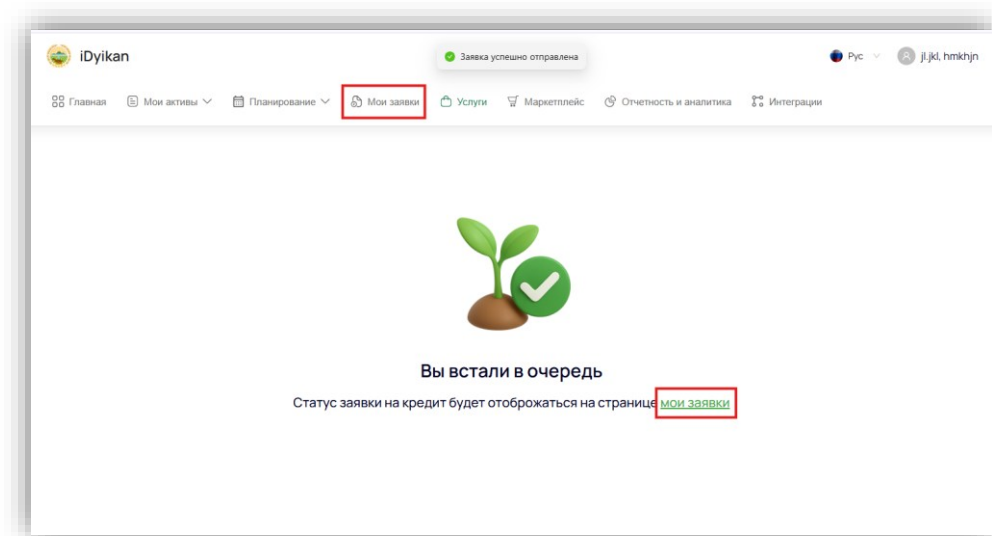 iDyikan
Заявка успешно отправлена
Рус
jl.jkl, hmkhjn
Главная Мои активы Планирование Мои заявки Услуги Маркетплейс Отчетность и аналитика Интеграции
Вы встали в очередь
Статус заявки на кредит будет отоброжаться на странице мои заявки